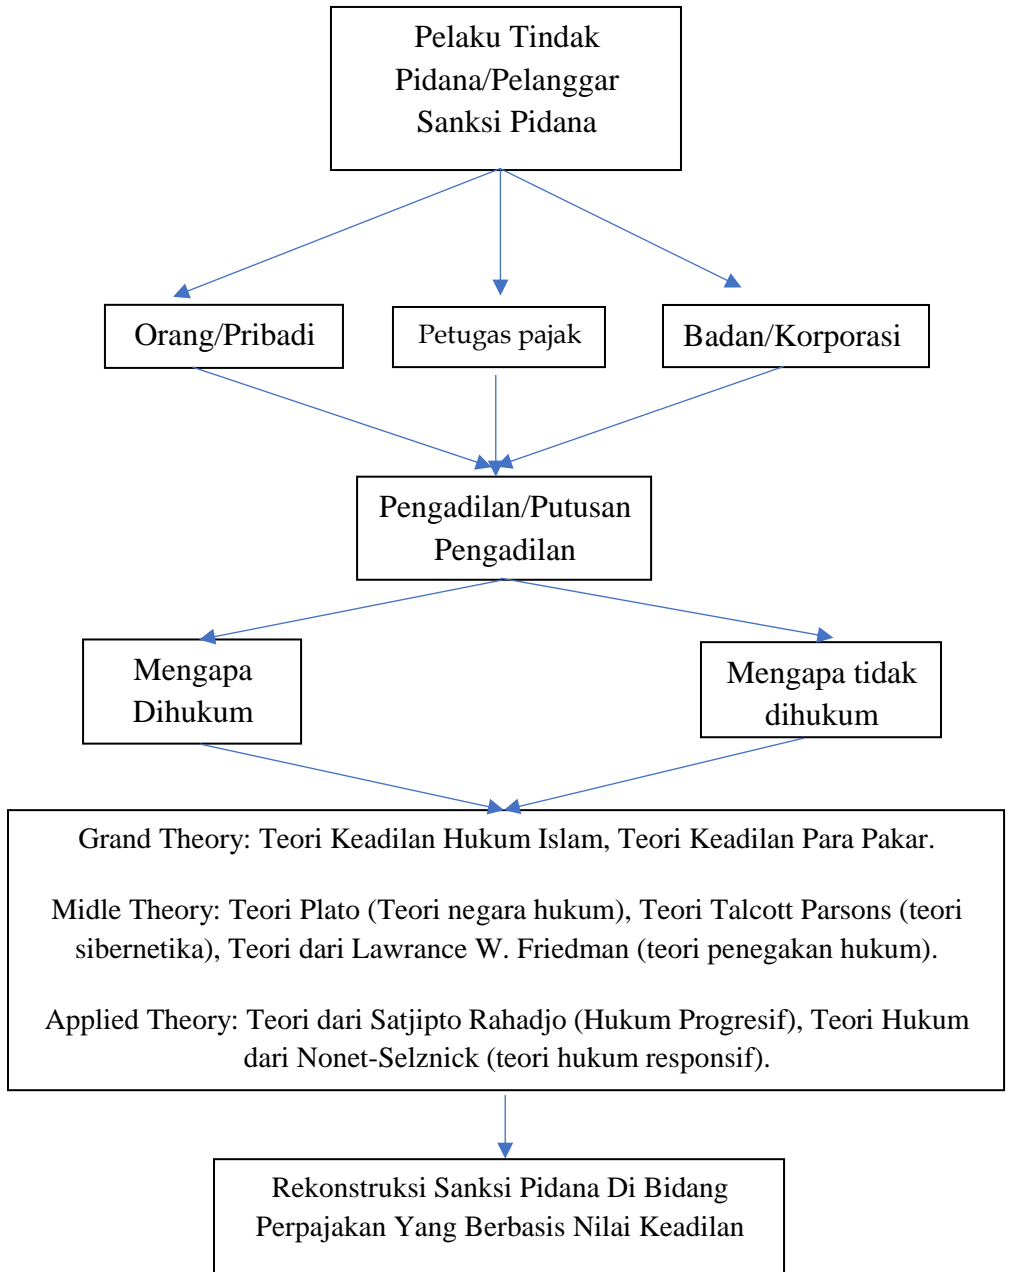 Pelaku Tindak
Pidana/Pelanggar
Sanksi Pidana
Orang/Pribadi
Petugas pajak
Badan/Korporasi
Pengadilan/Putusan
Pengadilan
Mengapa
Dihukum
Mengapa tidak
dihukum
Grand Theory: Teori Keadilan Hukum Islam, Teori Keadilan Para Pakar.
Midle Theory: Teori Plato (Teori negara hukum), Teori Talcott Parsons (teori
sibernetika), Teori dari Lawrance W. Friedman (teori penegakan hukum).
Applied Theory: Teori dari Satjipto Rahadjo (Hukum Progresif), Teori Hukum
dari Nonet-Selznick (teori hukum responsif).
Rekonstruksi Sanksi Pidana Di Bidang
Perpajakan Yang Berbasis Nilai Keadilan